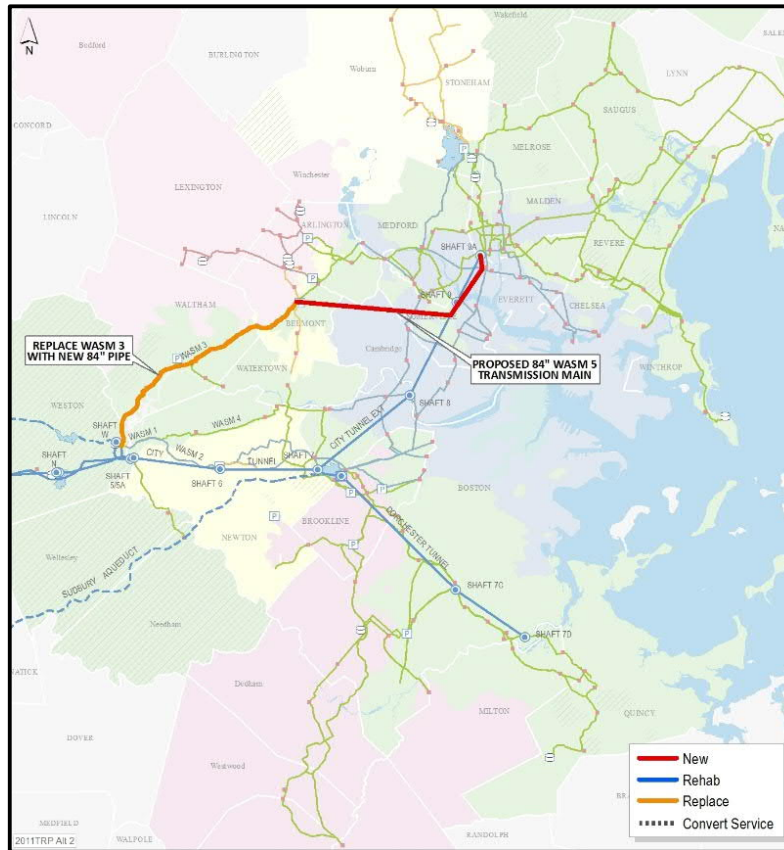 N
Bedford
BURLINGTON
Wakefield
Woburn
STONEHAM
LYNN
SAUGUS
CONCORD
MELROSE
Winchester
LEXINGTON
LINCOLN
ARLINGTON
MEDFORD
MALDEN
REVERE
SHAFT 9A
WALTHAM
SHAFT 9
EVERETT
CHELSEA
BELMONT
REPLACE WASM 3
WITH NEW 84" PIPE
WASM 3
Cambridge
PROPOSED 84" WASM 5
TRANSMISSION MAIN
WINTHROP
WATERTOWN
WESTON
SHAFT 8
SHAFT
W
WASM 1
WASM 4
CITY TUNNEL EXT
SHAFT
N
CITY
WASM 2
TUNNEL
SHAFT 7
SHAFT
5/5A
SHAFT 6
BOSTON
BROOKLINE
NEWTON
Wellesley
SUDBURY AQUEDUCT
DORCHESTER TUNNEL
SHAFT 7C
Needham
SHAFT 7D
NATICK
Dedham
MILTON
QUINCY
DOVER
Westwood
New
Rehab
Replace
Convert Service
MEDFIELD
WALPOLE
RANDOLPH
2011TRP Alt 2